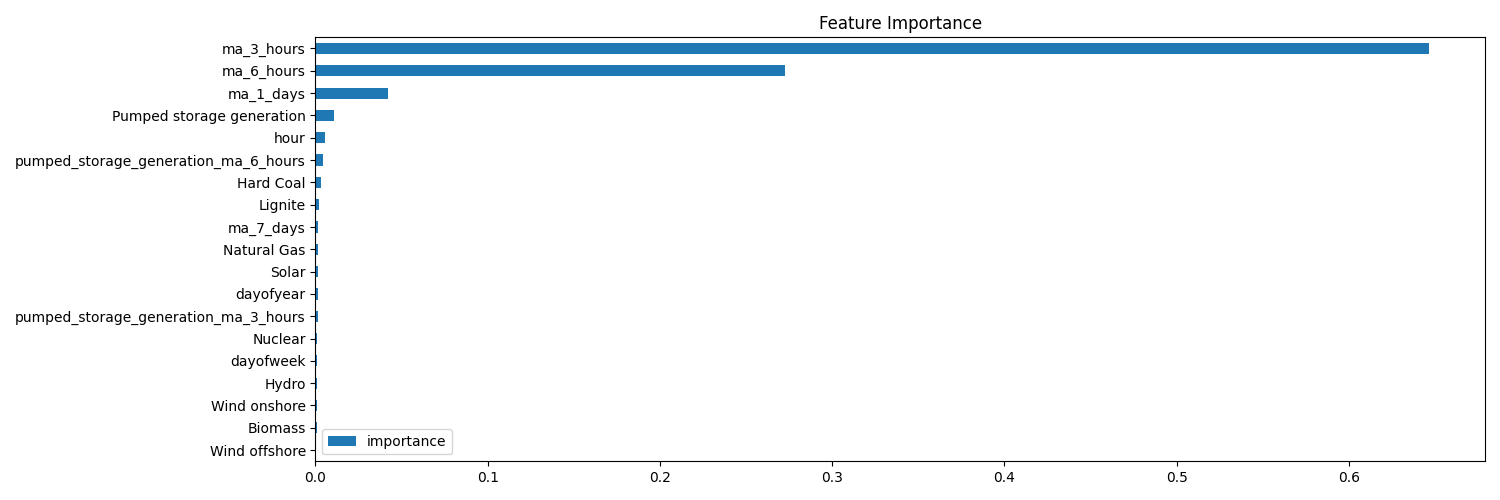 Feature Importance
ma_3_hours
ma_6_hours
ma_1_days
Pumped storage generation
hour
pumped_storage_generation_ma_6_hours
Hard Coal
Lignite
ma_7_days
Natural Gas
Solar
dayofyear
pumped_storage_generation_ma_3_hours
Nuclear
dayofweek
Hydro
Wind onshore
Biomass
Wind offshore
importance
0.0 0.1 0.2 0.3 0.4 0.5 0.6